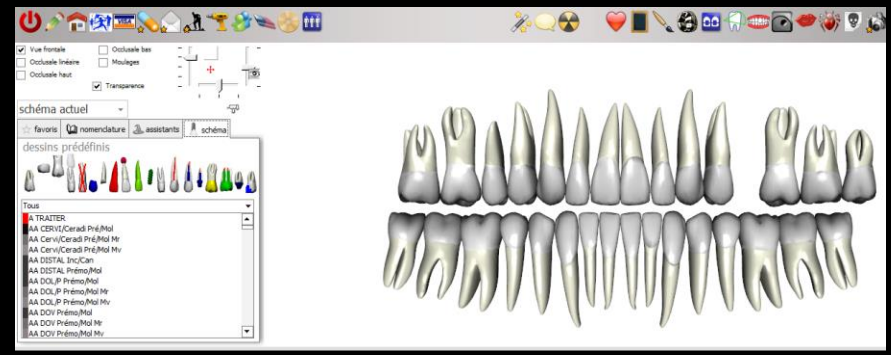 Vue frontale
Occlusale bas
Occlusale linéaire
Moulages
Occlusale haut
Transparence
schéma actuel
favoris
nomenclature
assistants
schéma
dessins prédéfinis
Tous
A TRAITER
AA CERVI/Ceradi Pré/Mol
AA Cervi/Ceradi Pré/Mol Mr
AA Cervi/Ceradi Pré/Mol Mv
AA DISTAL Inc/Can
AA DISTAL Prémo/Mol
AA DOL/P Prémo/Mol
AA DOL/P Prémo/Mol Mr
AA DOL/P Prémo/Mol Mv
AA DOV Prémo/Mol
AA DOV Prémo/Mol Mr
AA DOV Prémo/Mol Mv